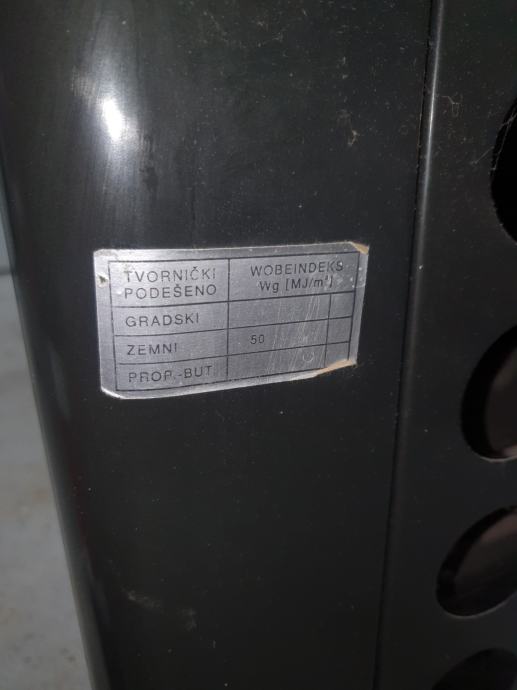 TVORNIČKI PODEŠENO
WOBEINDEKS Wg [MJ/m³]
GRADSKI
ZEMNI 50
PROP.-BUT